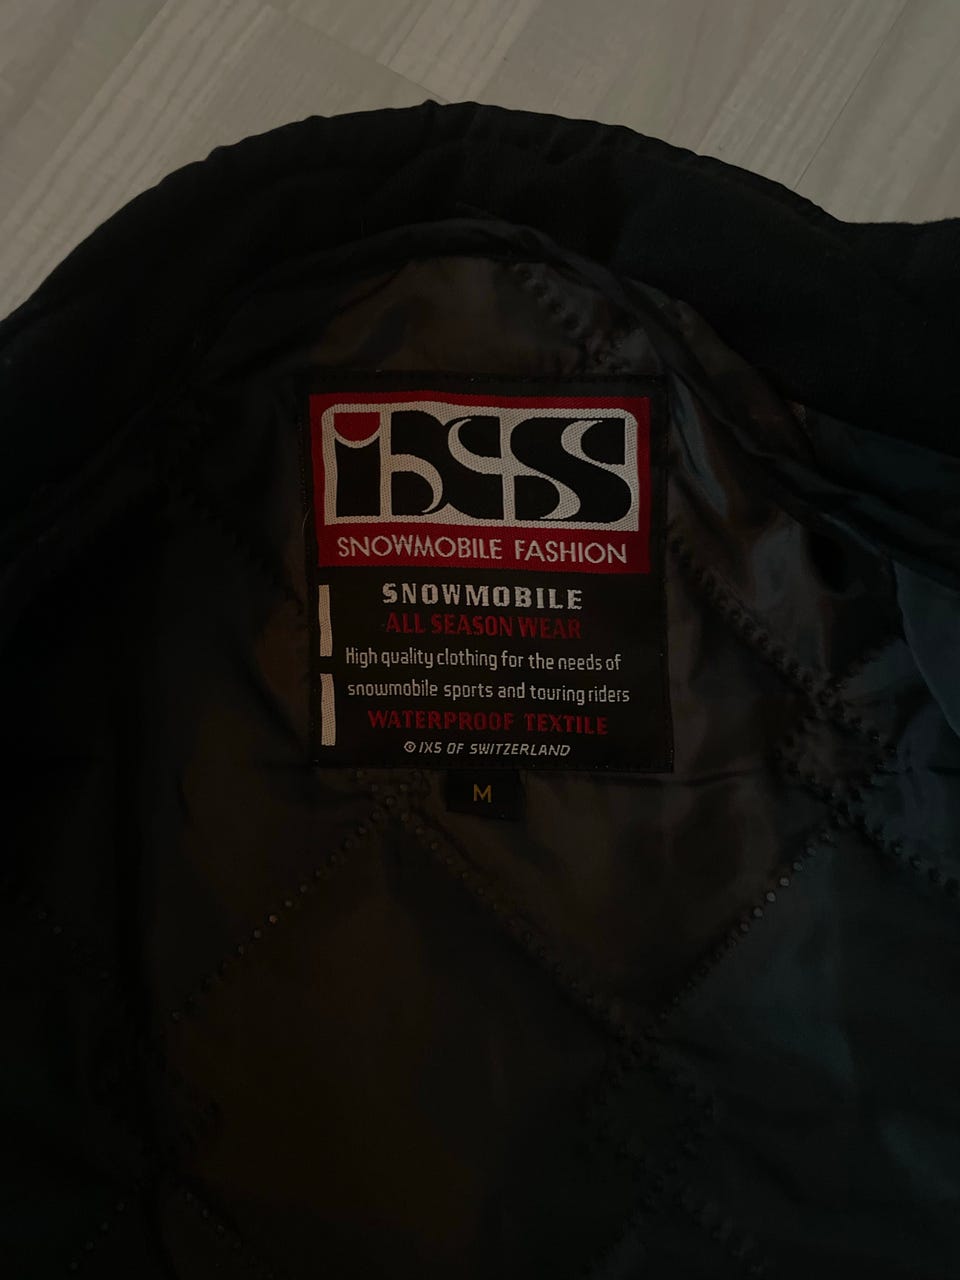 ixs
SNOWMOBILE FASHION
SNOWMOBILE
ALL SEASON WEAR
High quality clothing for the needs of
snowmobile sports and touring riders
WATERPROOF TEXTILE
© IXS OF SWITZERLAND
M